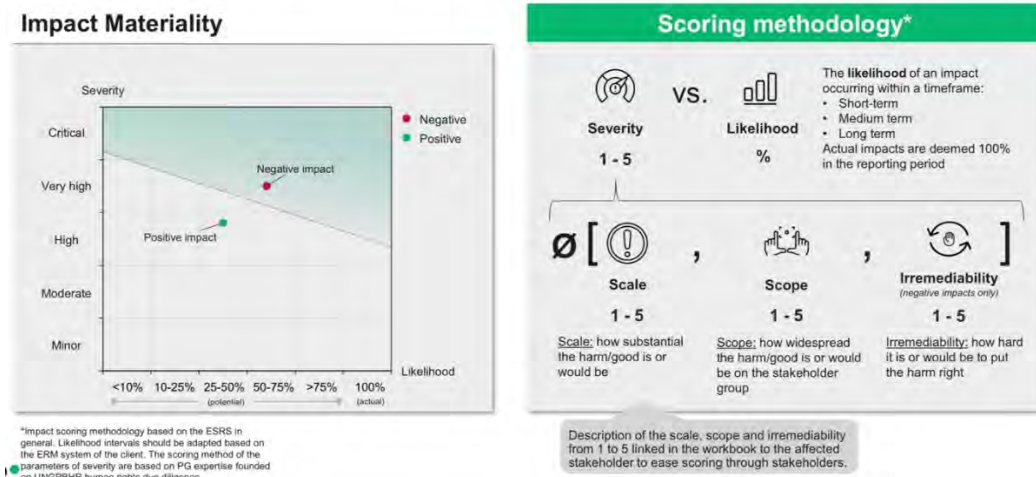 Impact Materiality
Severity
Critical
Very high
High
Moderate
Minor
Negative
Positive
Negative impact
Positive impact
Likelihood
<10% 10-25% 25-50% 50-75% >75% 100%
(potential) (actual)
*Impact scoring methodology based on the ESRS in
general. Likelihood intervals should be adapted based on
the ERM system of the client. The scoring method of the
parameters of severity are based on PG expertise founded
on UNGPBHR human rights due diligence
Scoring methodology*
Severity
1 - 5
VS.
Likelihood
%
The likelihood of an impact
occurring within a timeframe:
• Short-term
• Medium term
• Long term
Actual impacts are deemed 100%
in the reporting period
Ø [ , , ]
Scale
1 - 5
Scale: how substantial
the harm/good is or
would be
Scope
1 - 5
Scope: how widespread
the harm/good is or would
be on the stakeholder
group
Irremediability
(negative impacts only)
1 - 5
Irremediability: how hard
it is or would be to put
the harm right
Description of the scale, scope and irremediability
from 1 to 5 linked in the workbook to the affected
stakeholder to ease scoring through stakeholders.